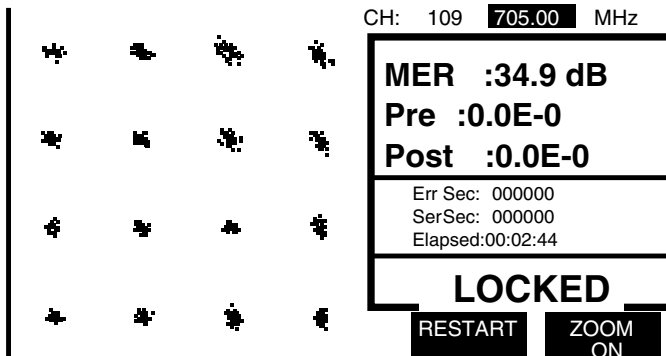 CH: 109 705.00 MHz
MER :34.9 dB
Pre :0.0E-0
Post :0.0E-0
Err Sec: 000000
SerSec: 000000
Elapsed:00:02:44
LOCKED
RESTART
ZOOM
ON